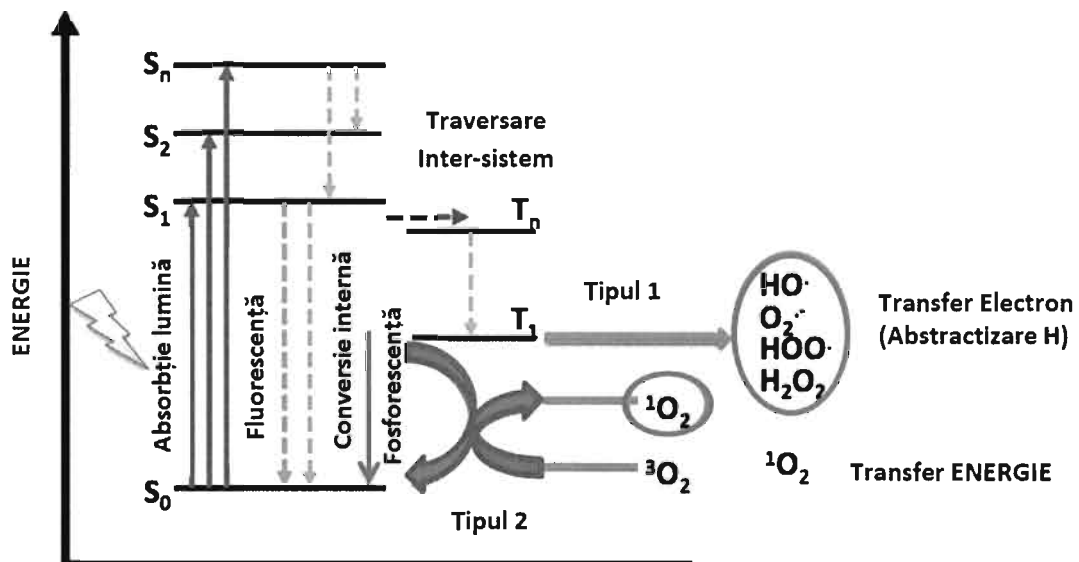 ENERGIE
Sn
S2
S1
S0
Absorbție lumină
Fluorescență
Conversie internă
Fosforescență
Traversare
Inter-sistem
Tn
T1
Tipul 1
HO·
O2·-
HOO·
H2O2
Transfer Electron
(Abstractizare H)
1O2
3O2
Tipul 2
1O2
Transfer ENERGIE